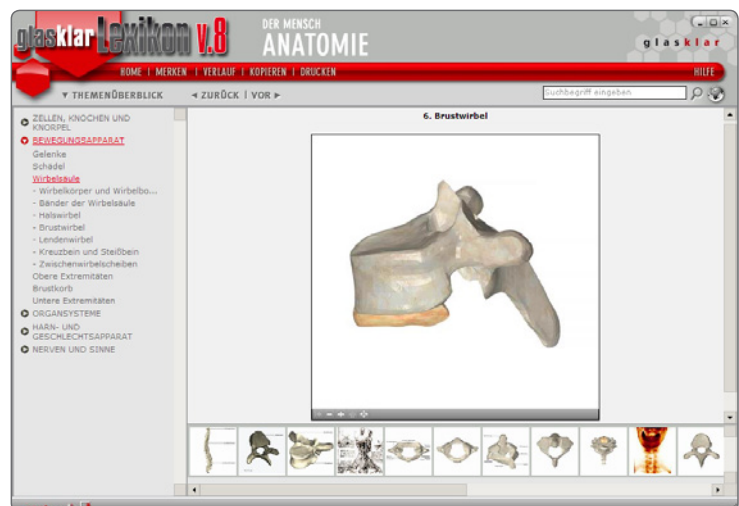 glasklar Lexikon v.8
DER MENSCH
ANATOMIE
glasklar
HOME | MERKEN | VERLAUF | KOPIEREN | DRUCKEN
HILFE
▼ THEMENÜBERBLICK
◄ ZURÜCK | VOR ►
Suchbegriff eingeben
ZELLEN, KNOCHEN UND
KNORPEL
BEWEGUNGSAPPARAT
Gelenke
Schädel
Wirbelsäule
- Wirbelkörper und Wirbelbo...
- Bänder der Wirbelsäule
- Halswirbel
- Brustwirbel
- Lendenwirbel
- Kreuzbein und Steißbein
- Zwischenwirbelscheiben
Obere Extremitäten
Brustkorb
Untere Extremitäten
ORGANSYSTEME
HARN- UND
GESCHLECHTSAPPARAT
NERVEN UND SINNE
6. Brustwirbel